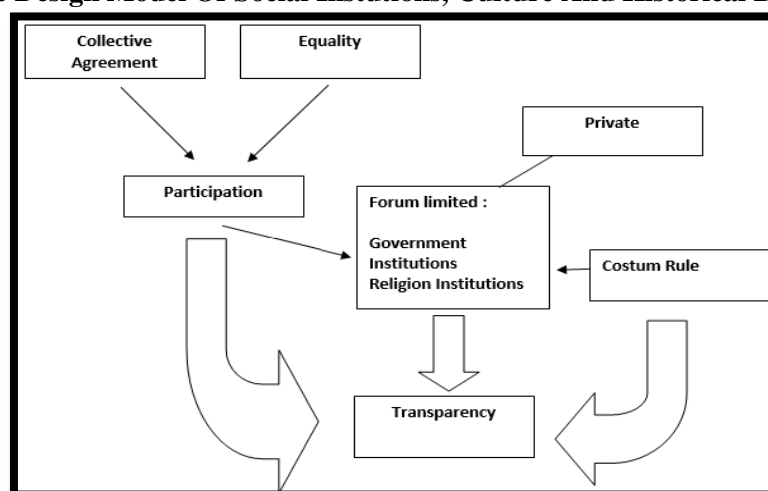 Design Model Of Social Instutions, Culture And Historical
Collective
Agreement
Equality
Private
Participation
Forum limited :
Government
Institutions
Religion Institutions
Costum Rule
Transparency